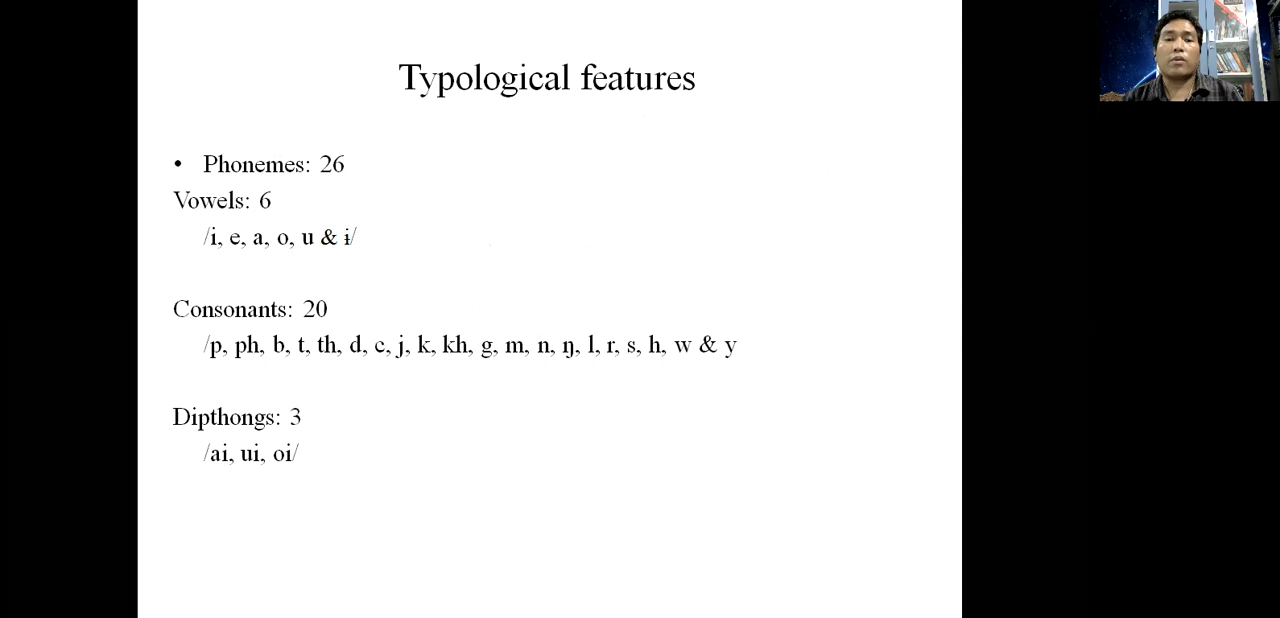 Typological features
• Phonemes: 26
Vowels: 6
/i, e, a, o, u & ɨ/
Consonants: 20
/p, ph, b, t, th, d, c, j, k, kh, g, m, n, ŋ, l, r, s, h, w & y
Dipthongs: 3
/ai, ui, oi/